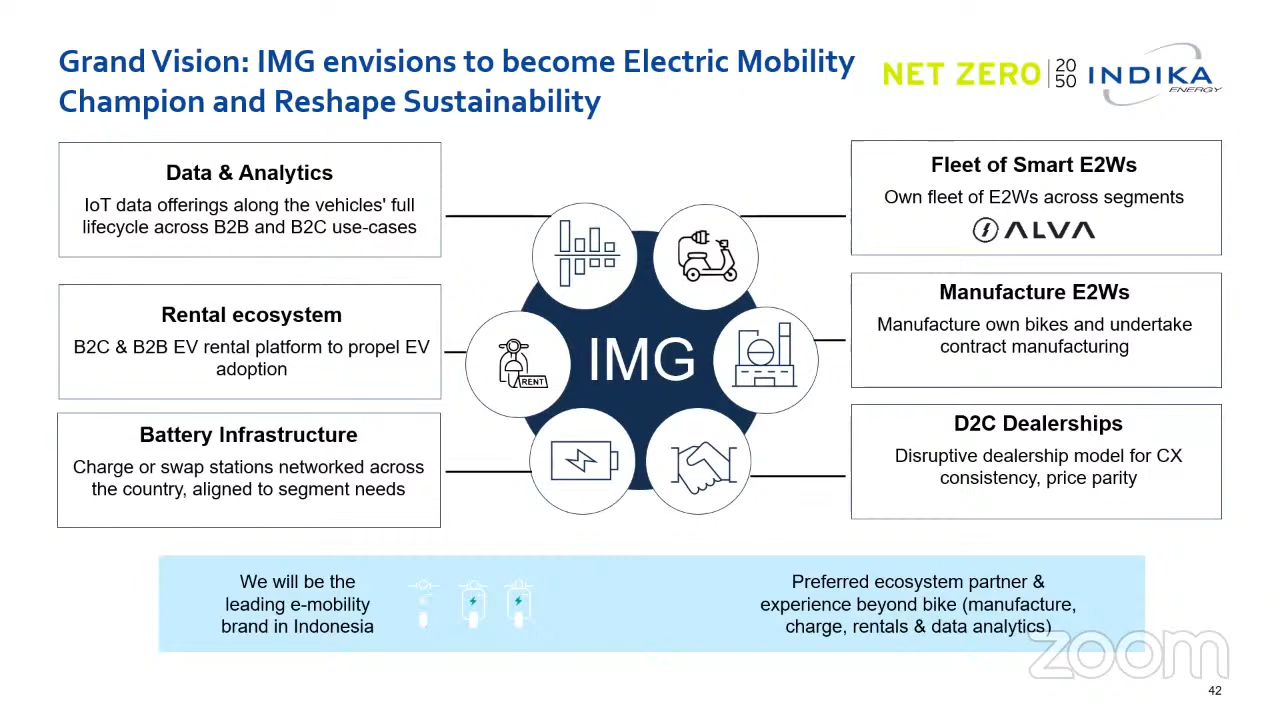 Grand Vision: IMG envisions to become Electric Mobility
Champion and Reshape Sustainability
NET ZERO 20
50
INDIKA
ENERGY
Data & Analytics
IoT data offerings along the vehicles' full
lifecycle across B2B and B2C use-cases
Rental ecosystem
B2C & B2B EV rental platform to propel EV
adoption
Battery Infrastructure
Charge or swap stations networked across
the country, aligned to segment needs
IMG
RENT
Fleet of Smart E2Ws
Own fleet of E2Ws across segments
ALVA
Manufacture E2Ws
Manufacture own bikes and undertake
contract manufacturing
D2C Dealerships
Disruptive dealership model for CX
consistency, price parity
We will be the
leading e-mobility
brand in Indonesia
Preferred ecosystem partner &
experience beyond bike (manufacture,
charge, rentals & data analytics)
zoom
42